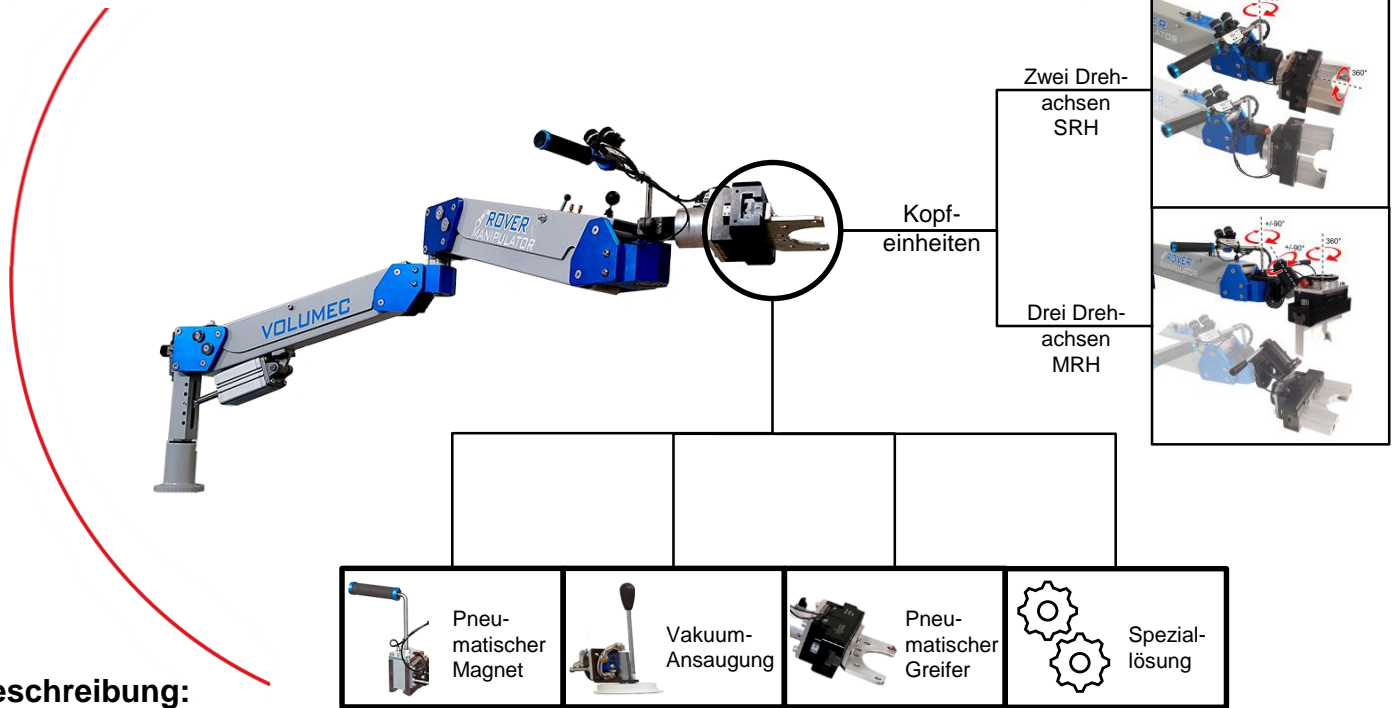 Zwei Dreh-
achsen
SRH
360°
ROVER
MANIPULATOR
VOLUMEC
Kopf-
einheiten
+/-90°
+/-90°
360°
ROVER
Drei Dreh-
achsen
MRH
Pneu-
matischer
Magnet
Vakuum-
Ansaugung
Pneu-
matischer
Greifer
Spezial-
lösung
eschreibung: